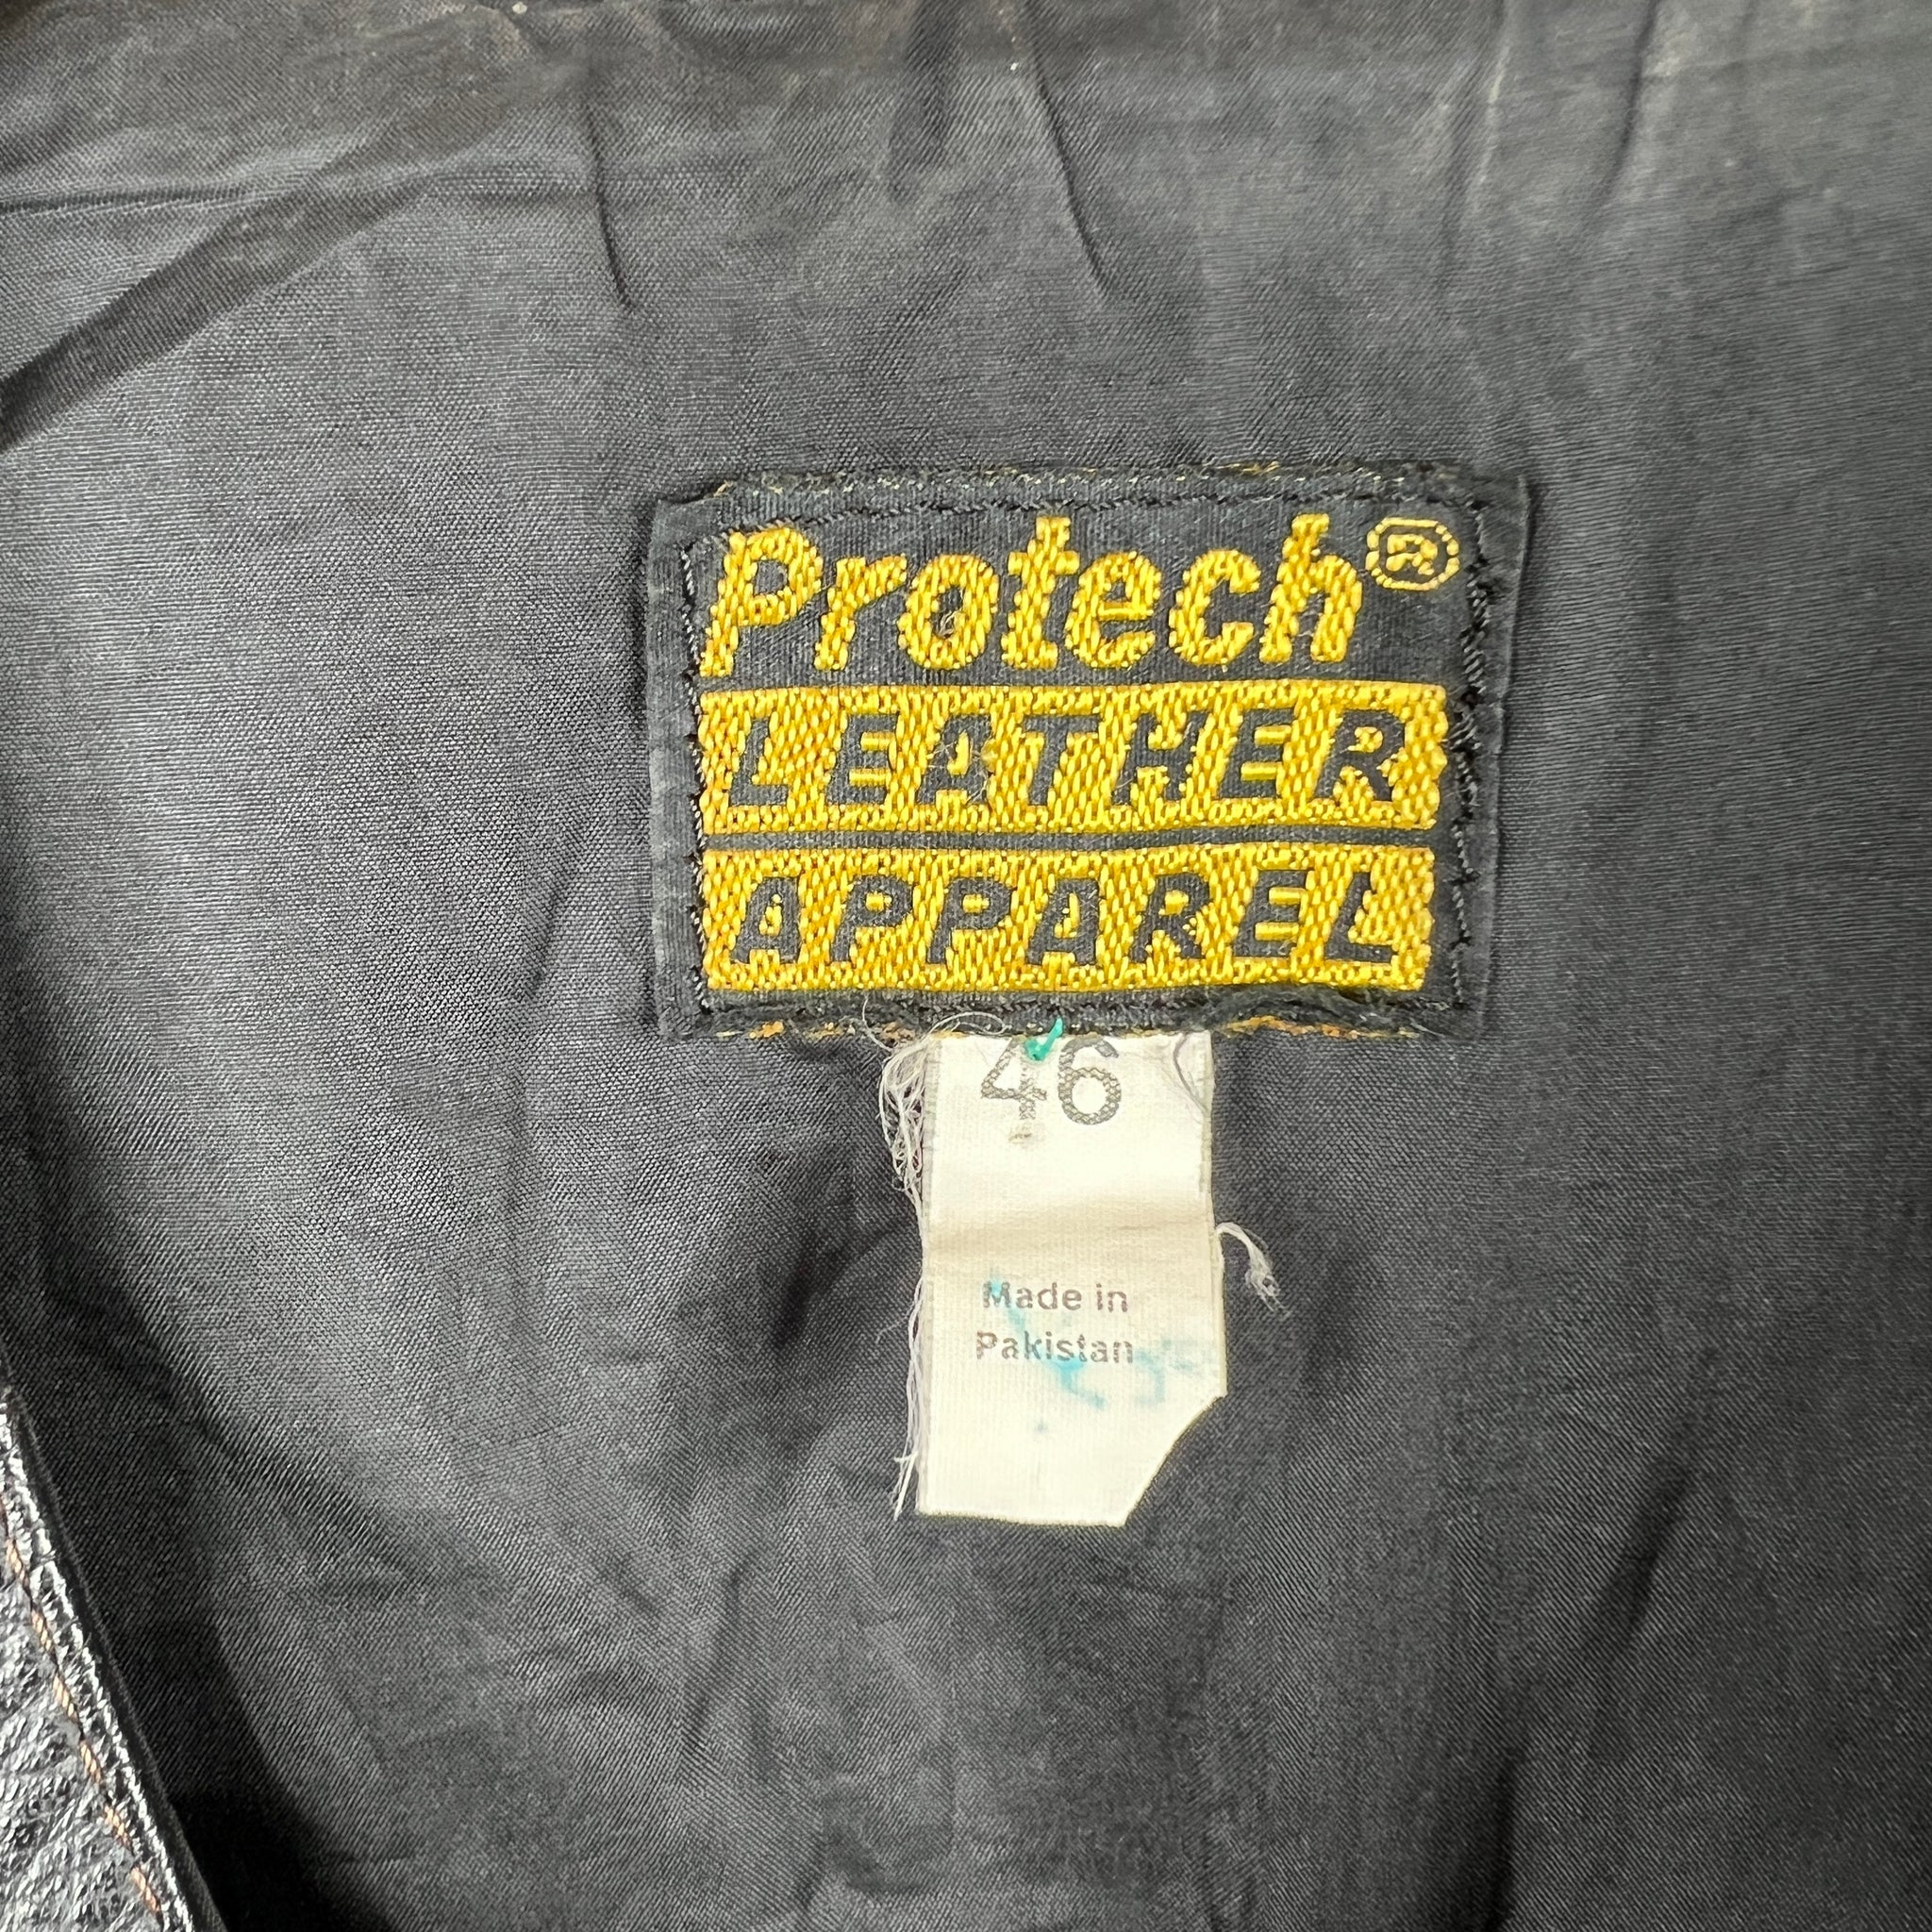 Protech®
LEATHER
APPAREL
46
Made in
Pakistan